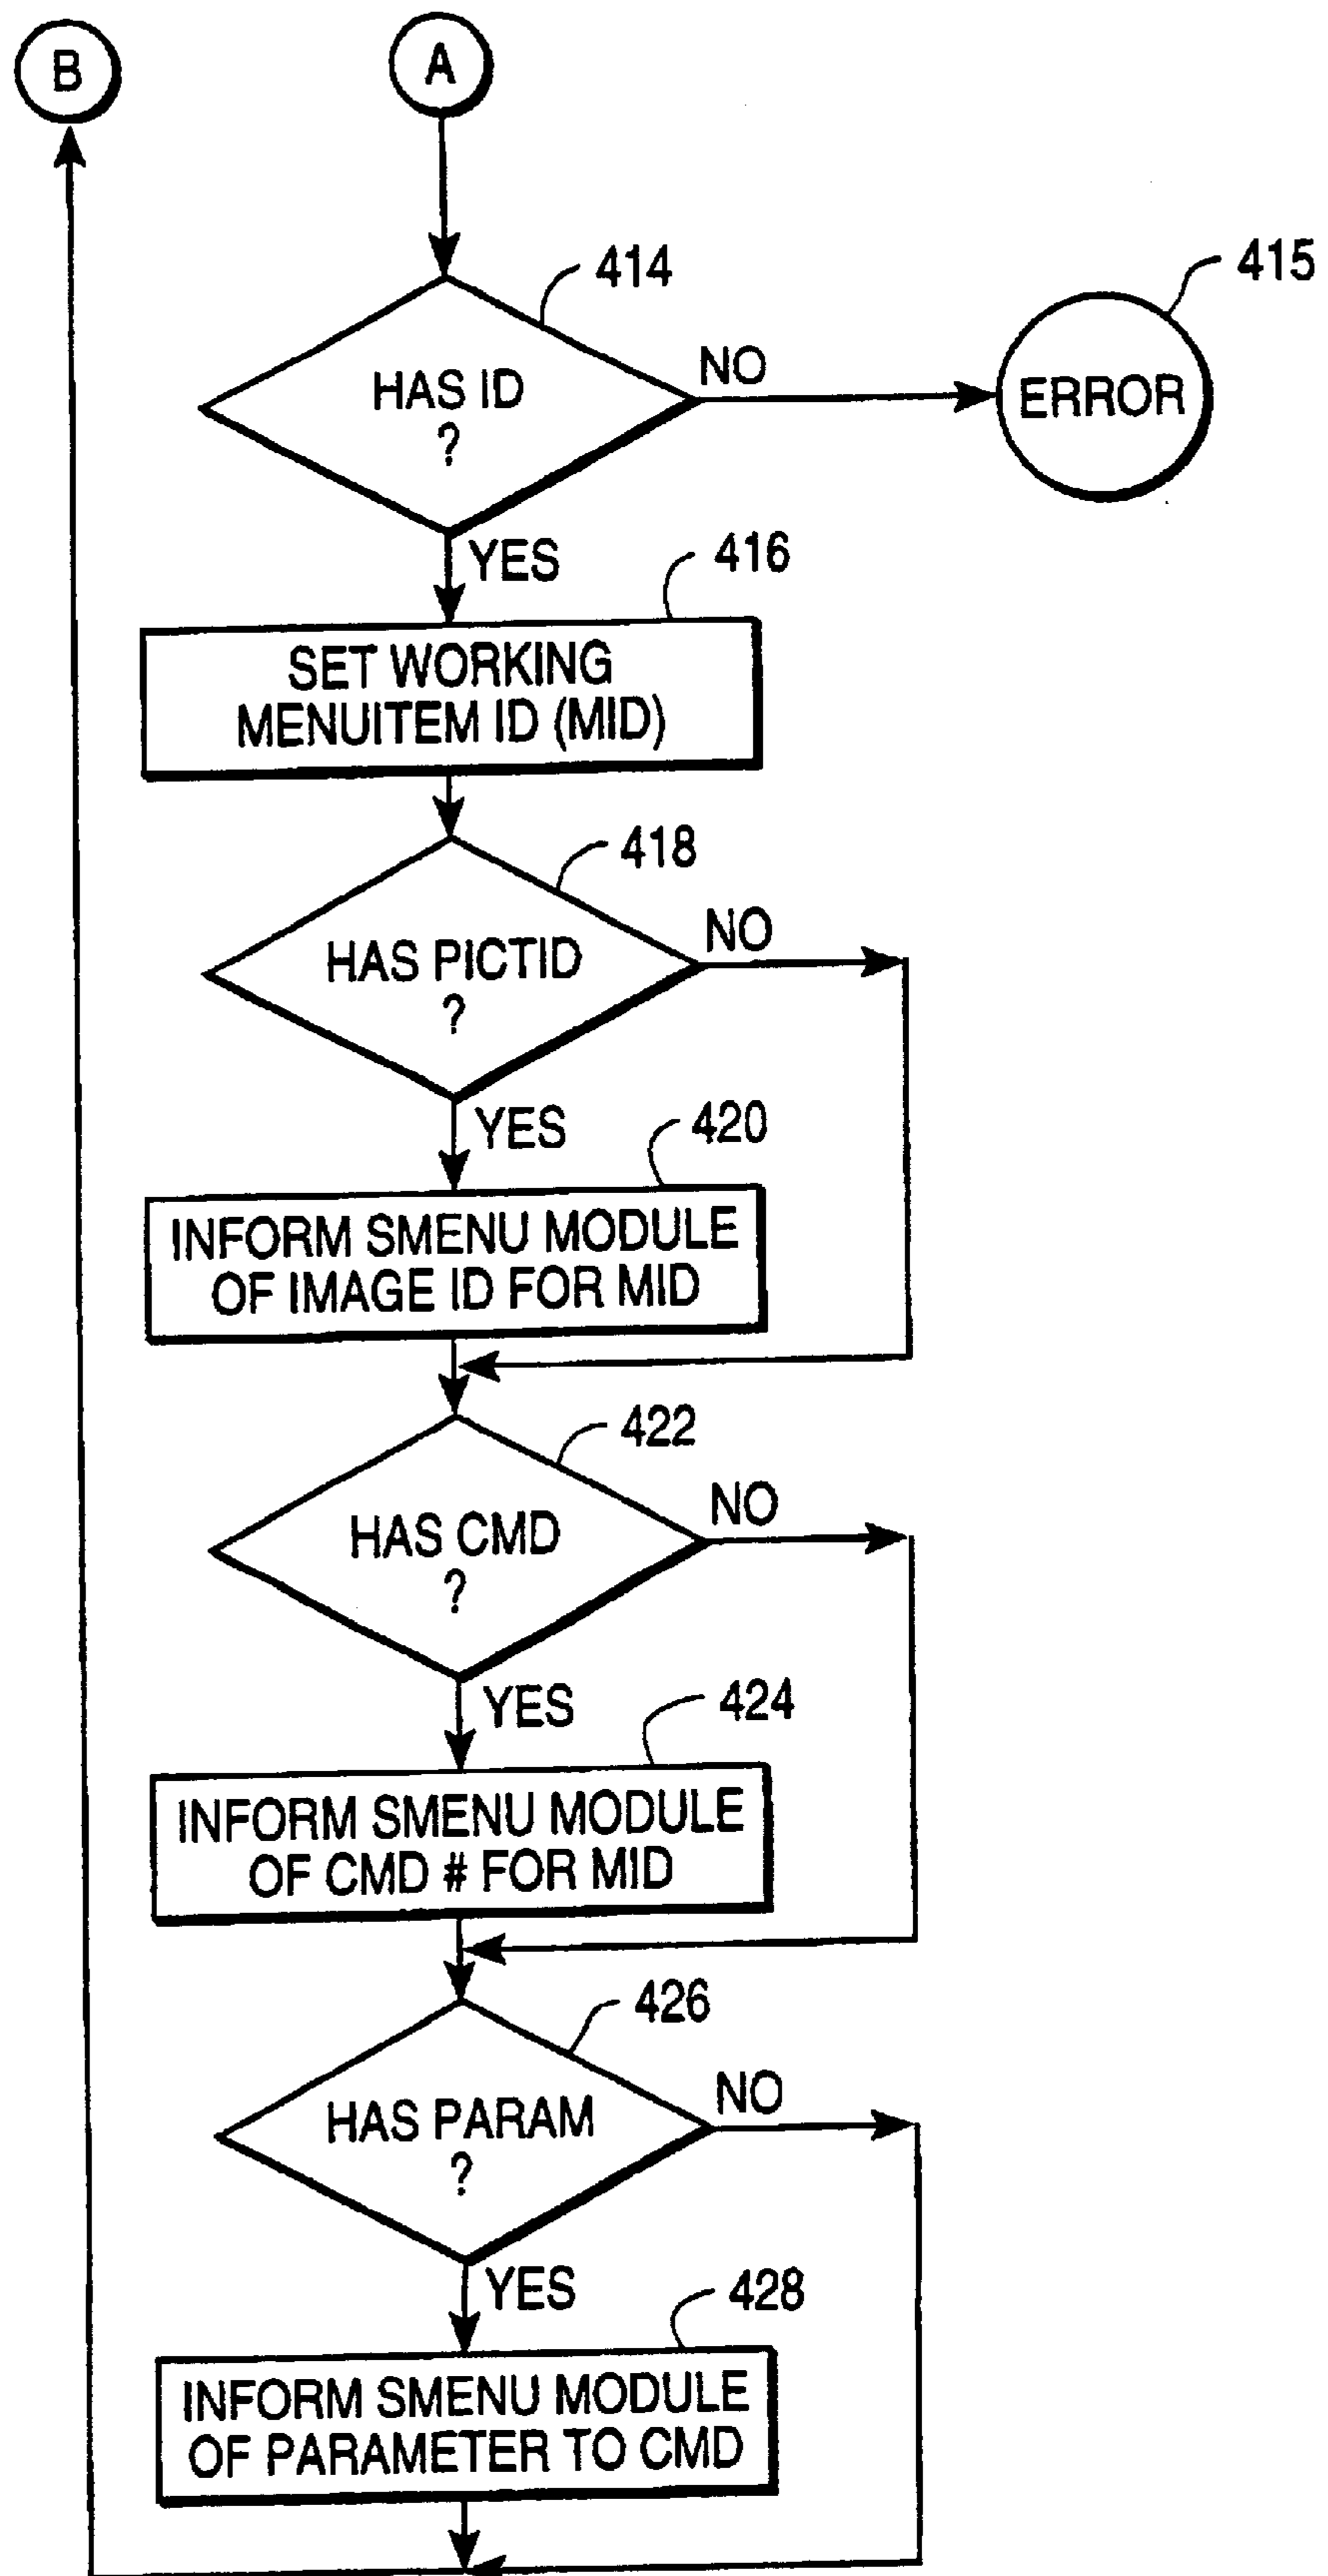 B
A
414
415
HAS ID
?
NO
ERROR
YES
416
SET WORKING
MENUITEM ID (MID)
418
HAS PICTID
?
NO
YES
420
INFORM SMENU MODULE
OF IMAGE ID FOR MID
422
HAS CMD
?
NO
YES
424
INFORM SMENU MODULE
OF CMD # FOR MID
426
HAS PARAM
?
NO
YES
428
INFORM SMENU MODULE
OF PARAMETER TO CMD